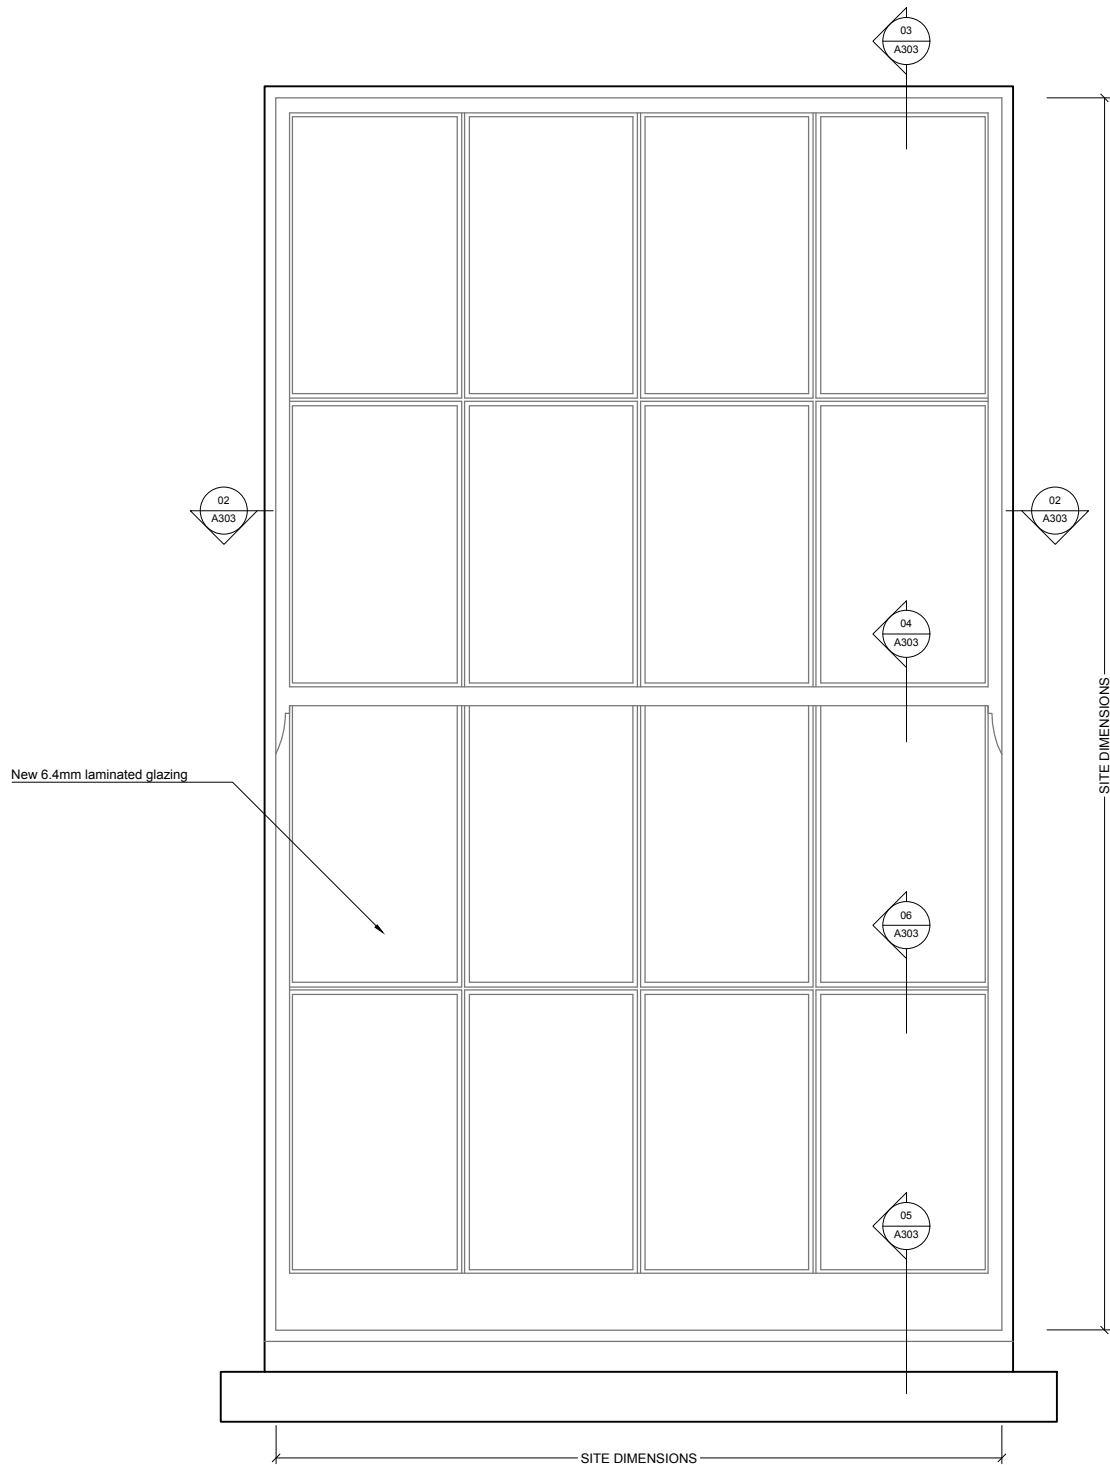 03
A303
02
A303
02
A303
04
A303
SITE DIMENSIONS
New 6.4mm laminated glazing
06
A303
05
A303
SITE DIMENSIONS